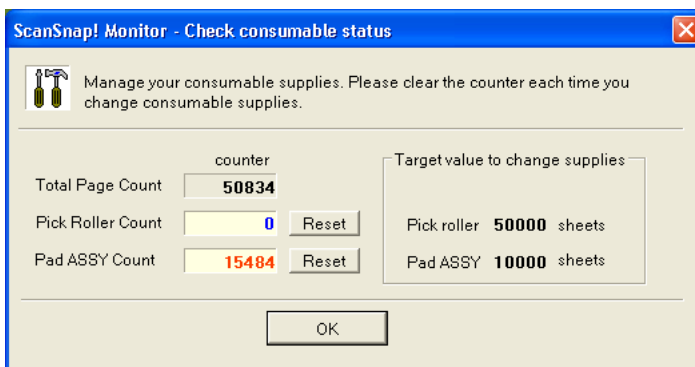 ScanSnap! Monitor - Check consumable status
Manage your consumable supplies. Please clear the counter each time you
change consumable supplies.
counter
Target value to change supplies
Total Page Count 50834
Pick Roller Count 0 Reset
Pick roller 50000 sheets
Pad ASSY Count 15484 Reset
Pad ASSY 10000 sheets
OK